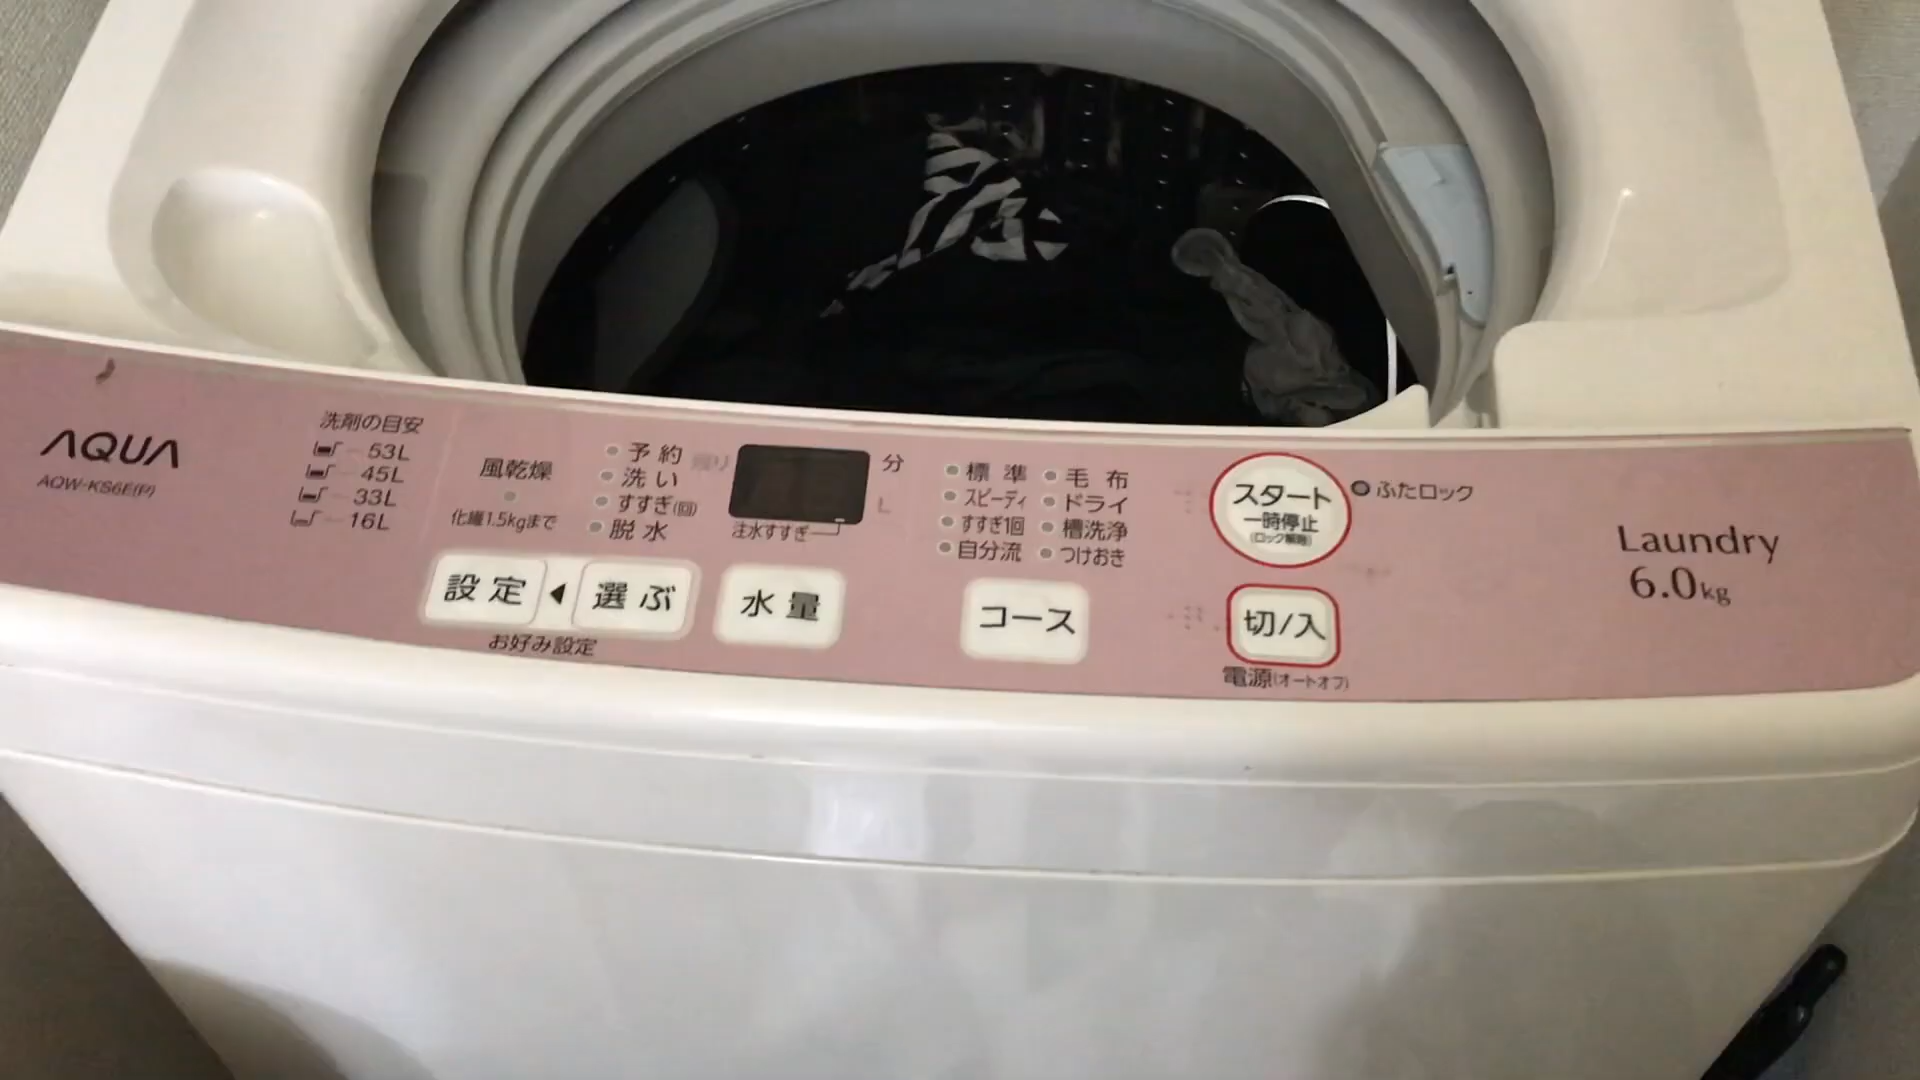 AQUA
AQW-KS6E(P)
洗剤の目安
53L
45L
33L
16L
風乾燥
化繊1.5kgまで
予約
洗い
すすぎ(回)
脱水
残り
分
L
注水すすぎ
設定
選ぶ
お好み設定
水量
標準
スピーディ
すすぎ1回
自分流
毛布
ドライ
槽洗浄
つけおき
コース
スタート
一時停止
(ロック解除)
ふたロック
切/入
電源(オートオフ)
Laundry
6.0kg